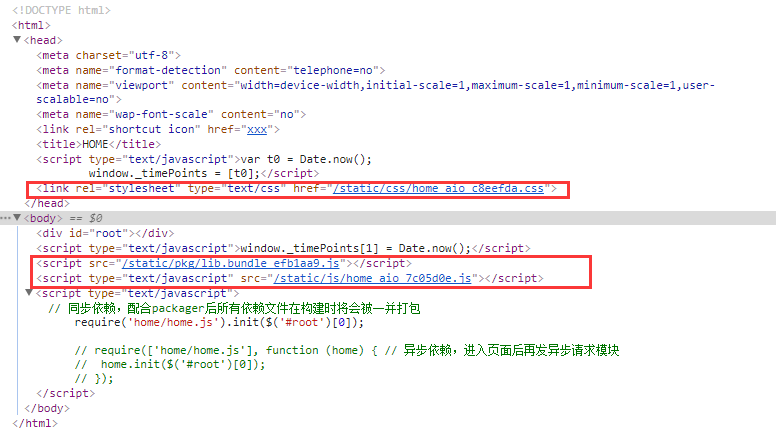 <!DOCTYPE html>
<html>
▼<head>
<meta charset="utf-8">
<meta name="format-detection" content="telephone=no">
<meta name="viewport" content="width=device-width,initial-scale=1,maximum-scale=1,minimum-scale=1,user-
scalable=no">
<meta name="wap-font-scale" content="no">
<link rel="shortcut icon" href="xxx">
<title>HOME</title>
<script type="text/javascript">var t0 = Date.now();
window._timePoints = [t0];</script>
<link rel="stylesheet" type="text/css" href="/static/css/home_aio_c8eefda.css">
</head>
…▼<body> == $0
<div id="root"></div>
<script type="text/javascript">window._timePoints[1] = Date.now();</script>
<script src="/static/pkg/lib.bundle_efb1aa9.js"></script>
<script type="text/javascript" src="/static/js/home_aio_7c05d0e.js"></script>
▼<script type="text/javascript">
// 同步依赖，配合packager后所有依赖文件在构建时将会被一并打包
require('home/home.js').init($('#root')[0]);
// require(['home/home.js'], function (home) { // 异步依赖，进入页面后再发异步请求模块
// home.init($('#root')[0]);
// });
</script>
</body>
</html>